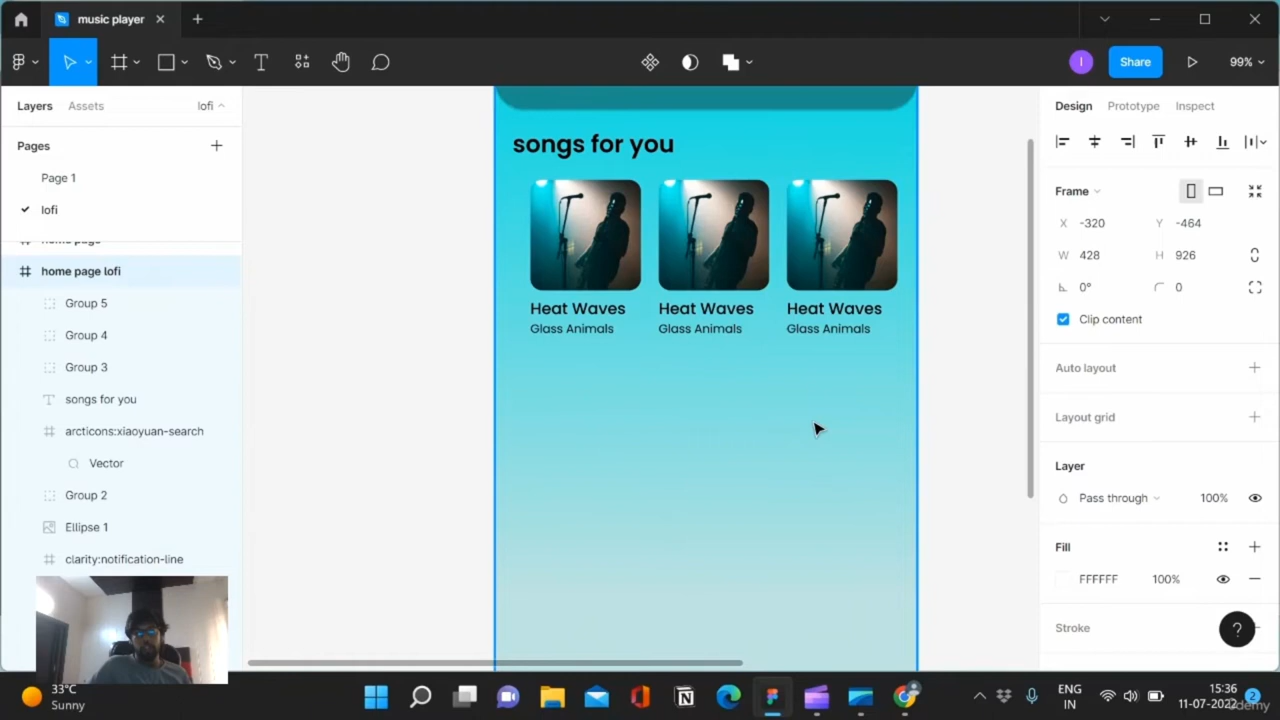 music player
Share
99%
Layers
Assets
lofi
Design
Prototype
Inspect
Pages
Page 1
lofi
home page
home page lofi
Group 5
Group 4
Group 3
songs for you
arcticons:xiaoyuan-search
Vector
Group 2
Ellipse 1
clarity:notification-line
songs for you
Heat Waves
Glass Animals
Heat Waves
Glass Animals
Heat Waves
Glass Animals
Frame
X -320
Y -464
W 428
H 926
0°
0
Clip content
Auto layout
Layout grid
Layer
Pass through
100%
Fill
FFFFFF
100%
Stroke
?
33°C
Sunny
ENG
IN
15:36
11-07-2022
2
Udemy
I